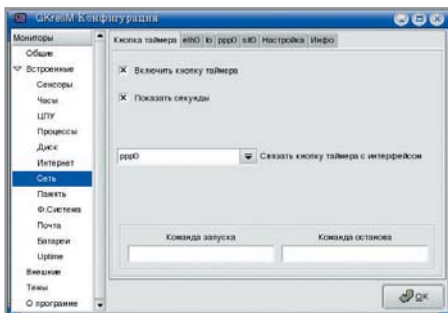 GKrellM Конфигурация
Мониторы
Общие
Встроенные
Сенсоры
Часы
ЦПУ
Процессы
Диск
Интернет
Сеть
Память
Ф.Система
Почта
Батареи
Uptime
Внешние
Темы
О программе
Кнопка таймера eth0 lo ppp0 sit0 Настройка Инфо
Включить кнопку таймера
Показать секунды
ppp0 Связать кнопку таймера с интерфейсом
Команда запуска Команда останова
OK